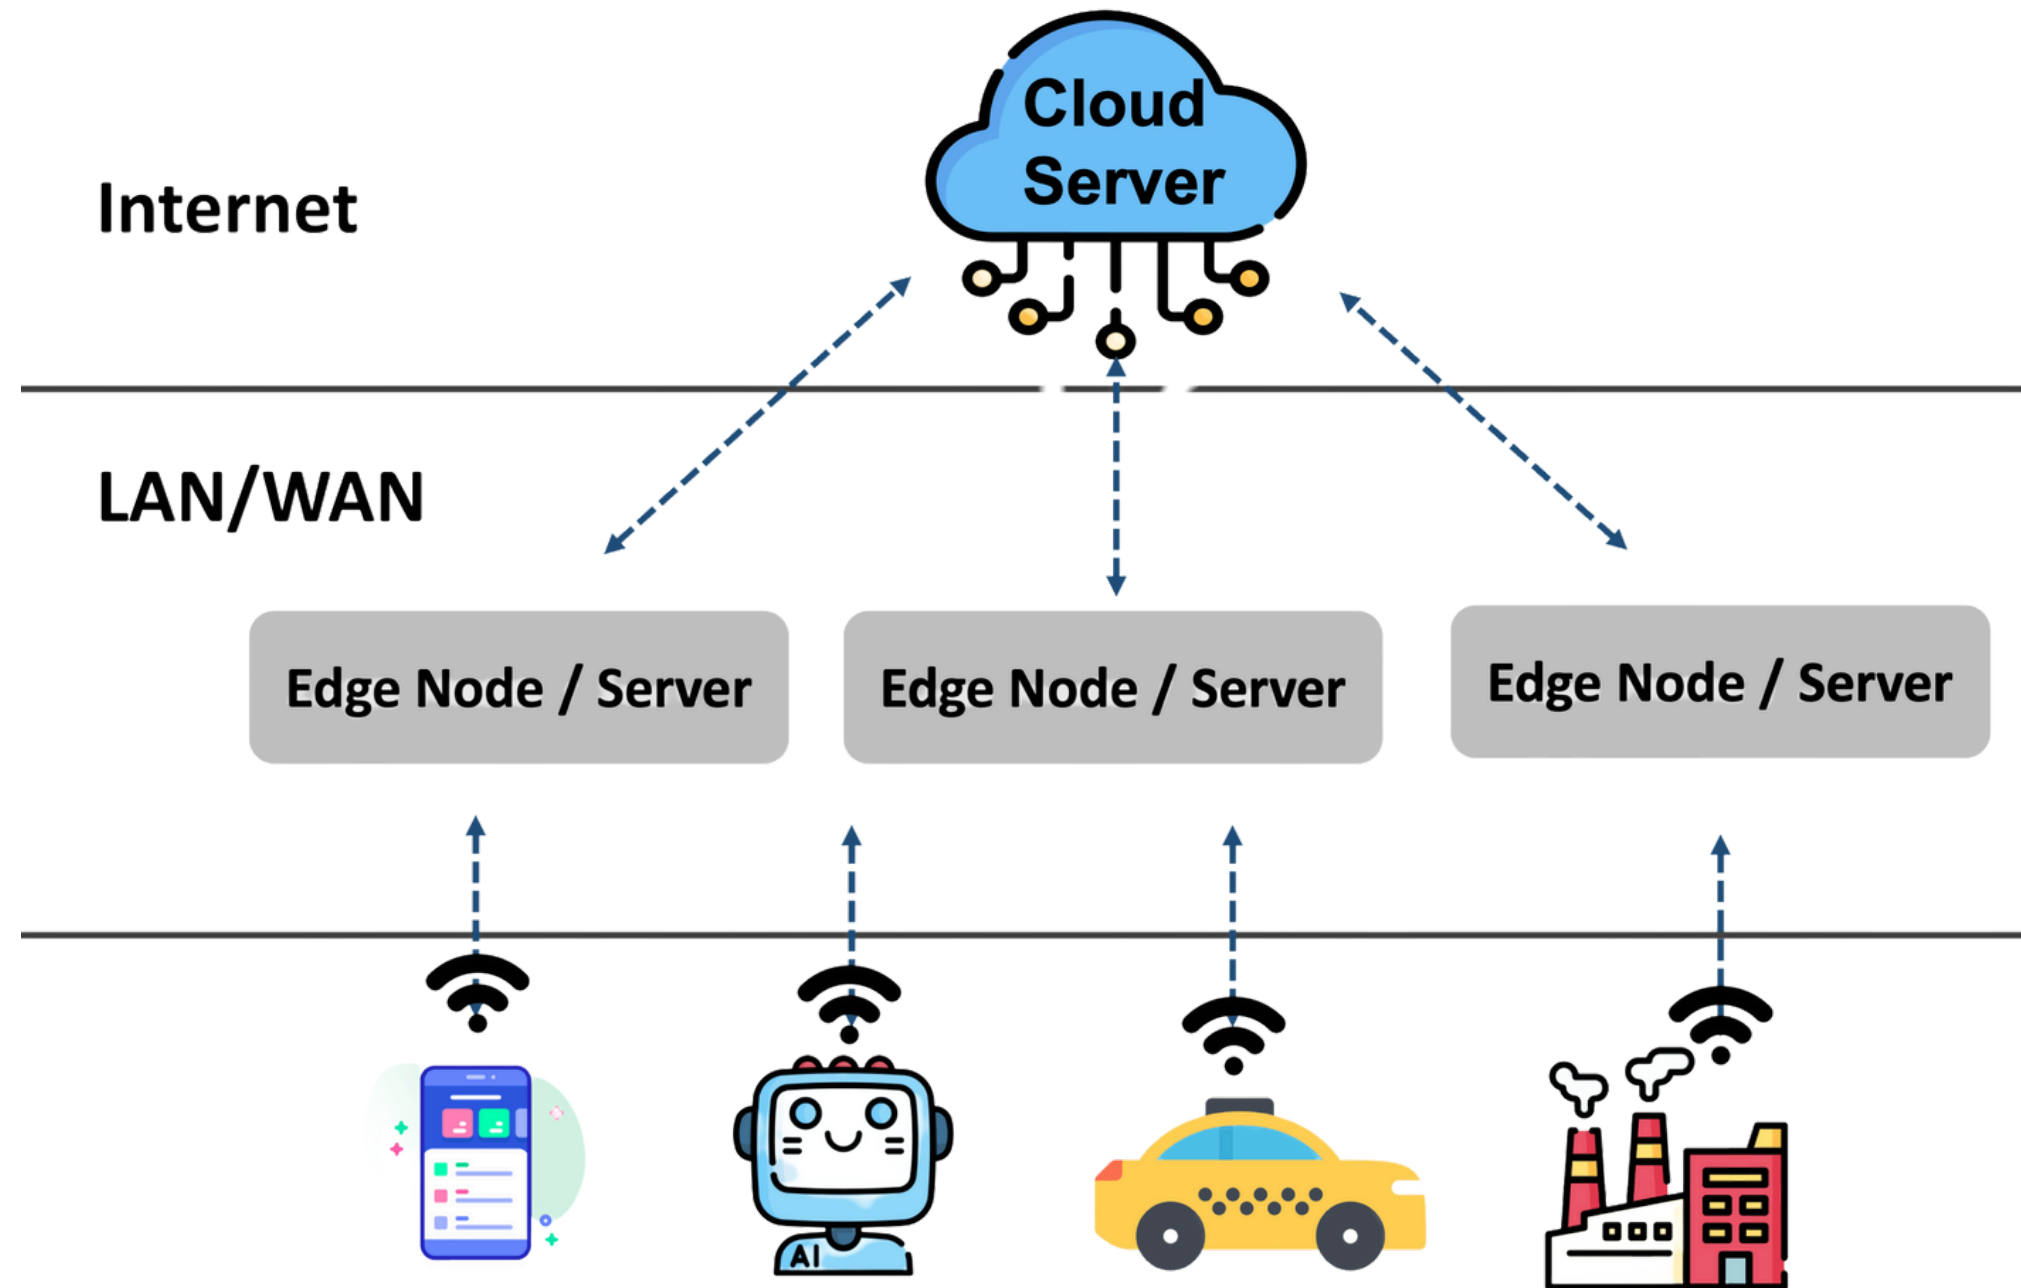 Cloud
Server
Internet
LAN/WAN
Edge Node / Server
Edge Node / Server
Edge Node / Server
AI